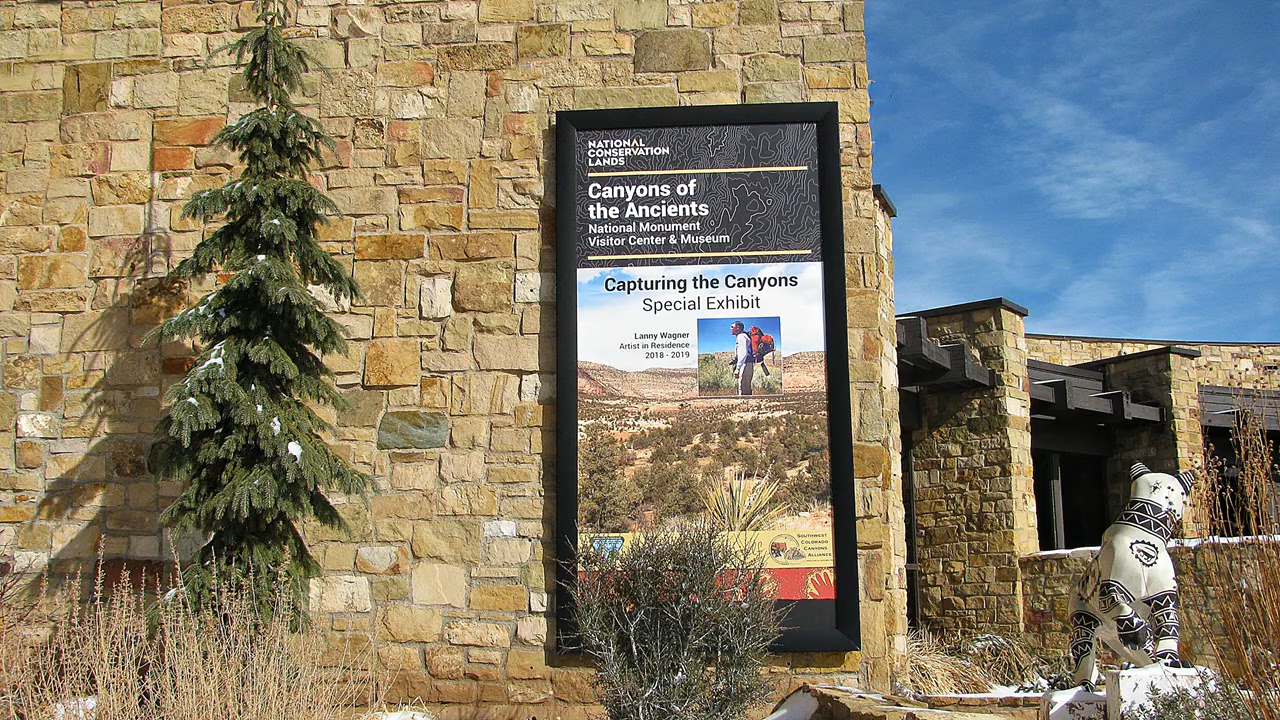 NATIONAL
CONSERVATION
LANDS
Canyons of
the Ancients
National Monument
Visitor Center & Museum
Capturing the Canyons
Special Exhibit
Lanny Wagner
Artist in Residence
2018 - 2019
SOUTHWEST
COLORADO
CANYONS
ALLIANCE